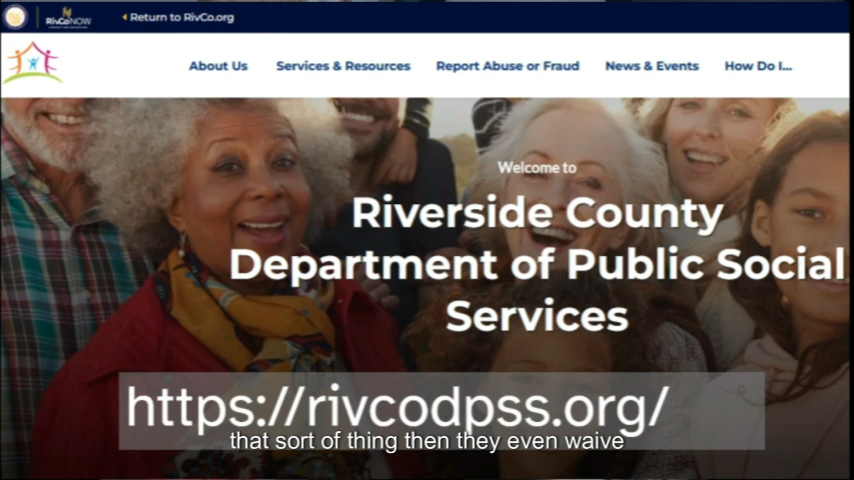 RivCoNOW
Return to RivCo.org
About Us
Services & Resources
Report Abuse or Fraud
News & Events
How Do I...
Welcome to
Riverside County
Department of Public Social
Services
https://rivcodpss.org/
that sort of thing then they even waive